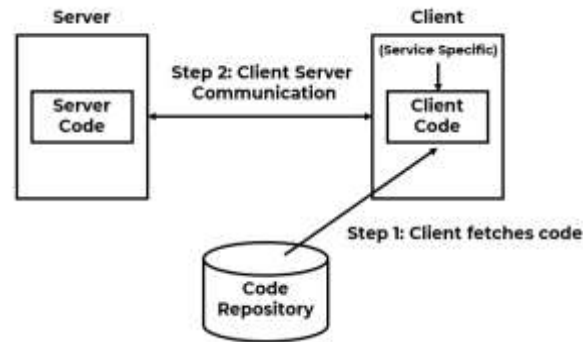 Server
Client
(Service Specific)
Step 2: Client Server
Communication
Server
Code
Client
Code
Step 1: Client fetches code
Code
Repository